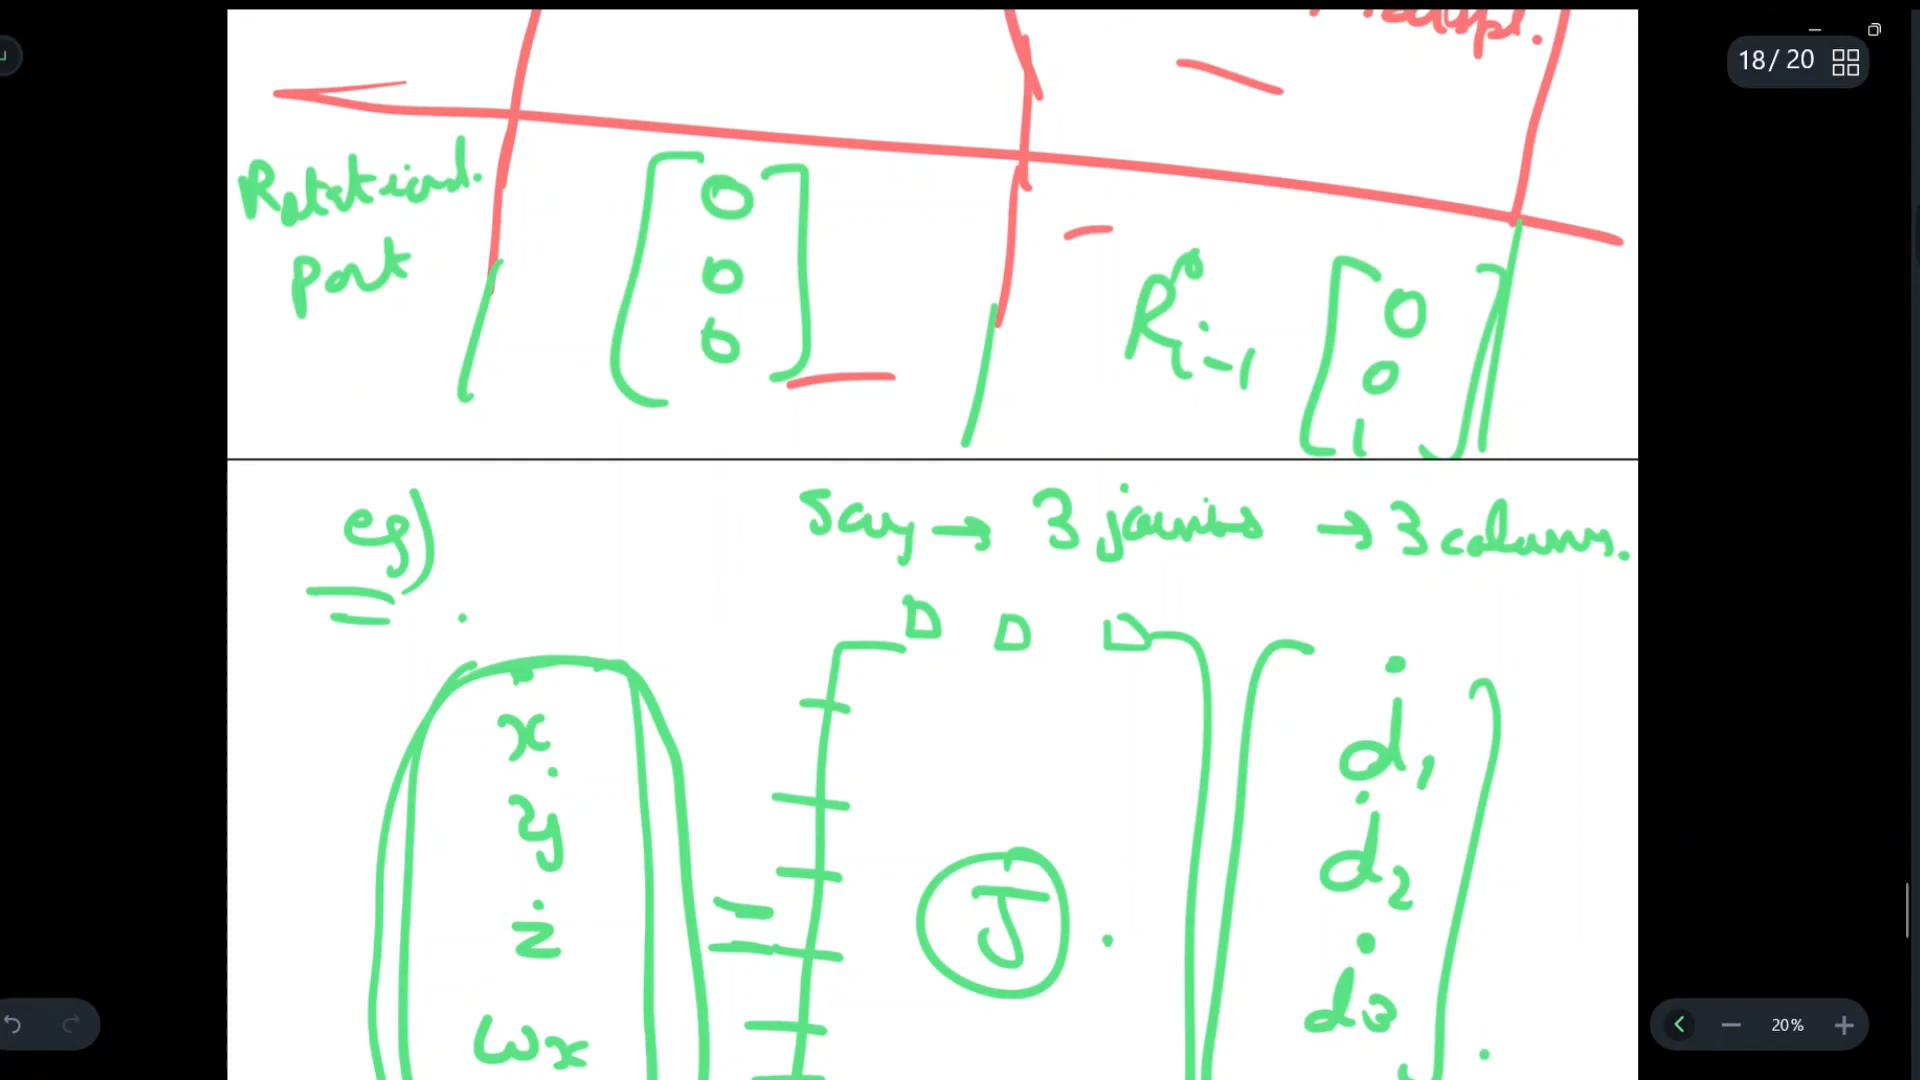 18/ 20
Rotational.
part
[0
0
0]
R⁰ᵢ₋₁ [0
0
1]
eg)
Say → 3 joints → 3 columns.
ẋ
ẏ
ż
ωx
=
J
ḋ₁
ḋ₂
ḋ₃
20%